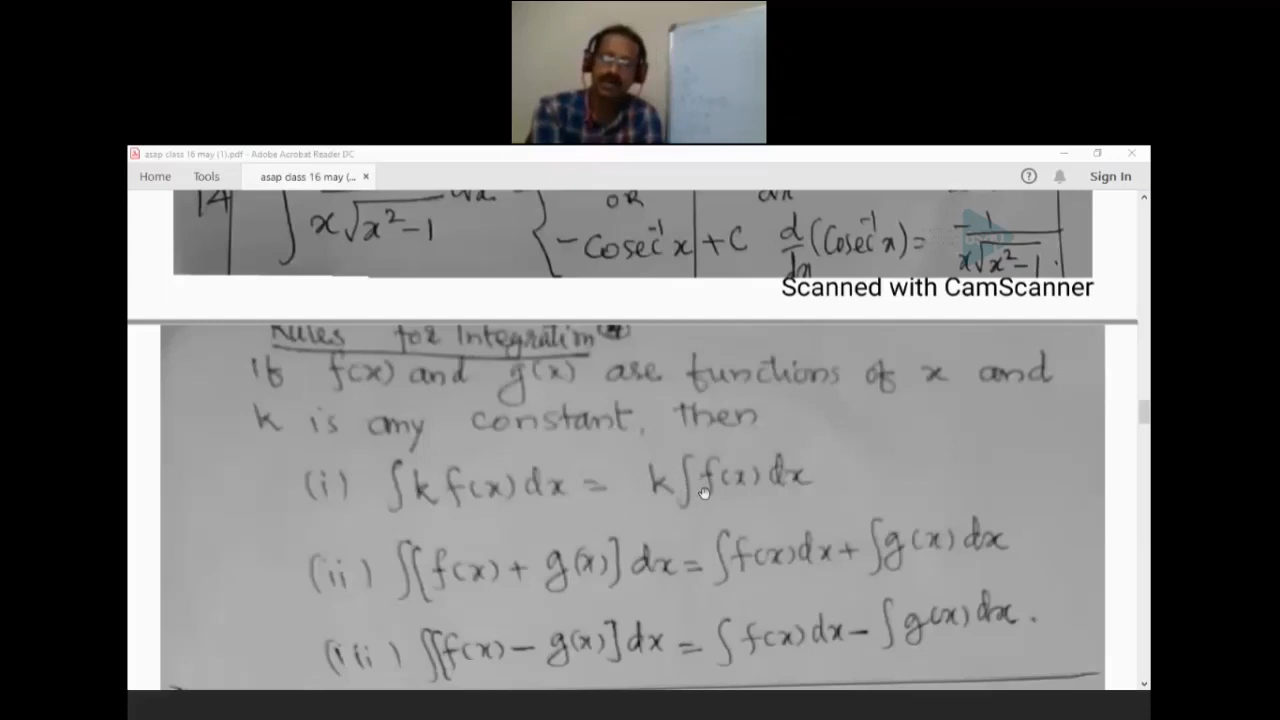 asap class 16 may (1).pdf - Adobe Acrobat Reader DC
Home Tools asap class 16 may (... × Sign In
14 ∫ x√x²-1 OR
-Cosec⁻¹x + C d/dx (Cosec⁻¹x) = -1/x√x²-1 .
Scanned with CamScanner
Rules for Integration
If f(x) and g(x) are functions of x and
k is any constant, then
(i) ∫k f(x) dx = k∫f(x) dx
(ii) ∫[f(x) + g(x)] dx = ∫f(x) dx + ∫g(x) dx
(iii) ∫[f(x) - g(x)] dx = ∫f(x) dx - ∫g(x) dx.